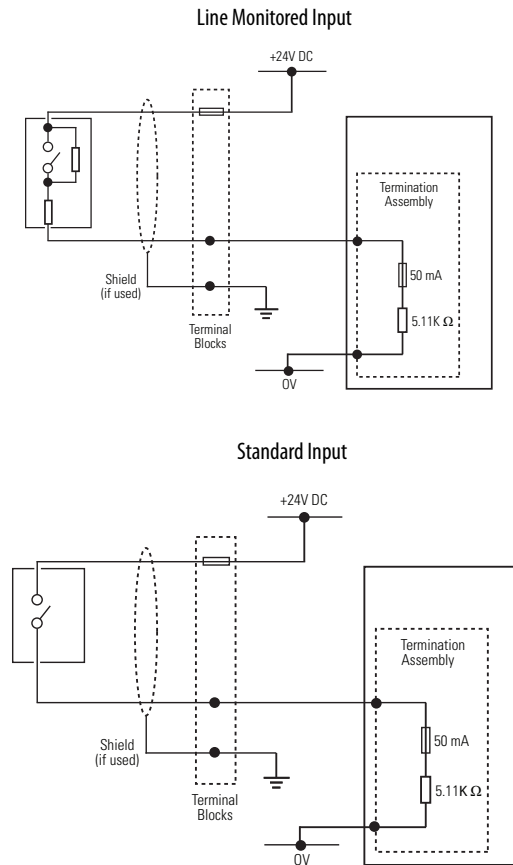 Line Monitored Input
+24V DC
Termination
Assembly
50 mA
5.11K Ω
Shield
(if used)
Terminal
Blocks
0V
Standard Input
+24V DC
Termination
Assembly
50 mA
5.11K Ω
Shield
(if used)
Terminal
Blocks
0V